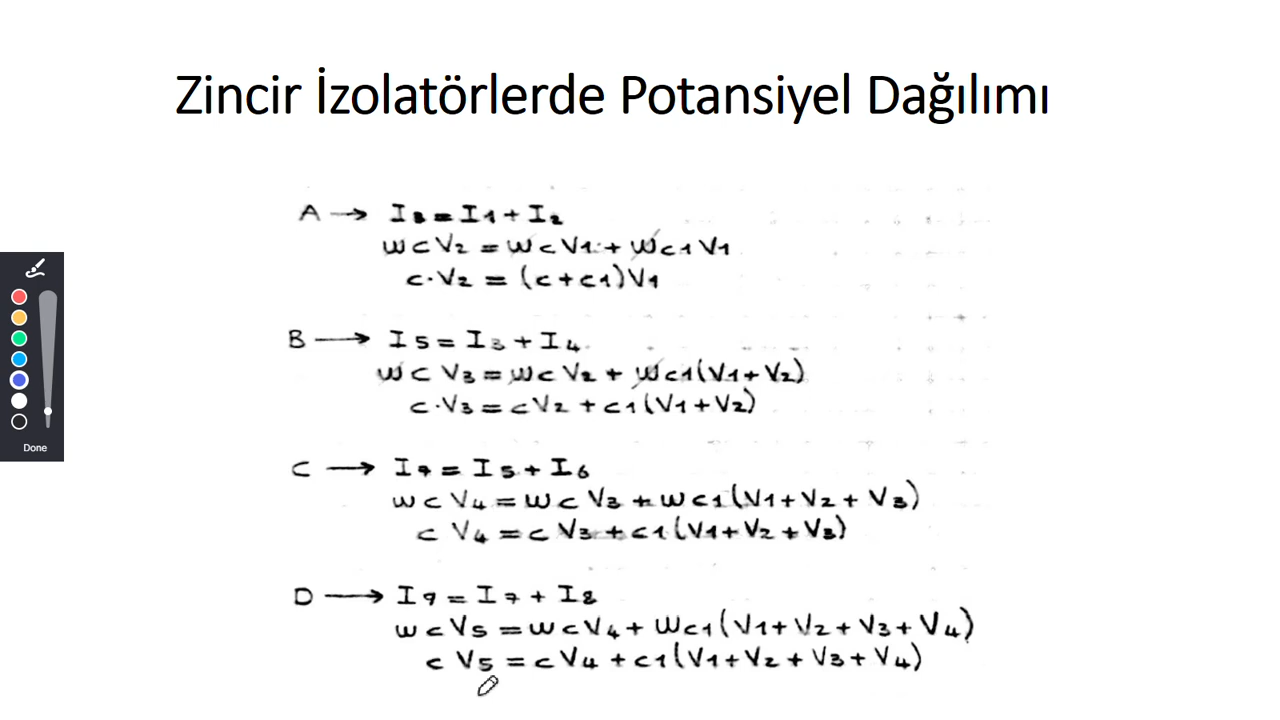 Zincir İzolatörlerde Potansiyel Dağılımı
A → I3 = I1 + I2
wcV2 = wcV1 + wc1V1
c·V2 = (c+c1)V1
B → I5 = I3 + I4
wcV3 = wcV2 + wc1(V1+V2)
c·V3 = cV2 + c1(V1+V2)
C → I7 = I5 + I6
wcV4 = wcV3 + wc1(V1+V2+V3)
cV4 = cV3 + c1(V1+V2+V3)
D → I9 = I7 + I8
wcV5 = wcV4 + wc1(V1+V2+V3+V4)
cV5 = cV4 + c1(V1+V2+V3+V4)
Done